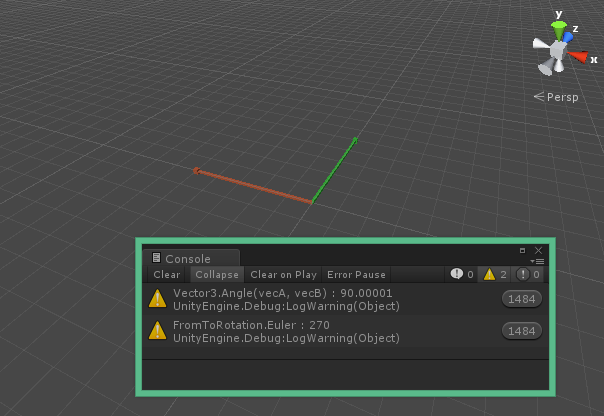 y
z
x
Persp
Console
Clear Collapse Clear on Play Error Pause 0 2 0
Vector3.Angle(vecA, vecB) : 90.00001
UnityEngine.Debug:LogWarning(Object)
1484
FromToRotation.Euler : 270
UnityEngine.Debug:LogWarning(Object)
1484